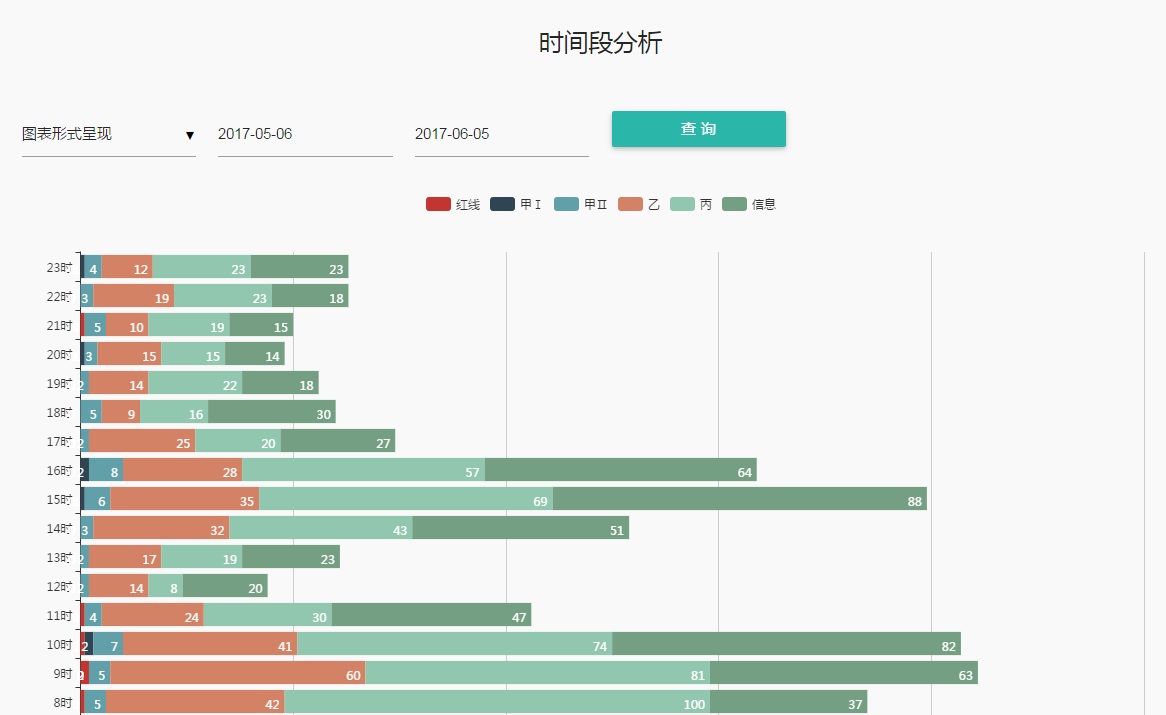 时间段分析
图表形式呈现 ▼ 2017-05-06 2017-06-05 查 询
红线 甲Ⅰ 甲Ⅱ 乙 丙 信息
23时 4 12 23 23
22时 3 19 23 18
21时 5 10 19 15
20时 3 15 15 14
19时 2 14 22 18
18时 5 9 16 30
17时 2 25 20 27
16时 2 8 28 57 64
15时 6 35 69 88
14时 3 32 43 51
13时 2 17 19 23
12时 2 14 8 20
11时 4 24 30 47
10时 2 7 41 74 82
9时 5 60 81 63
8时 5 42 100 37